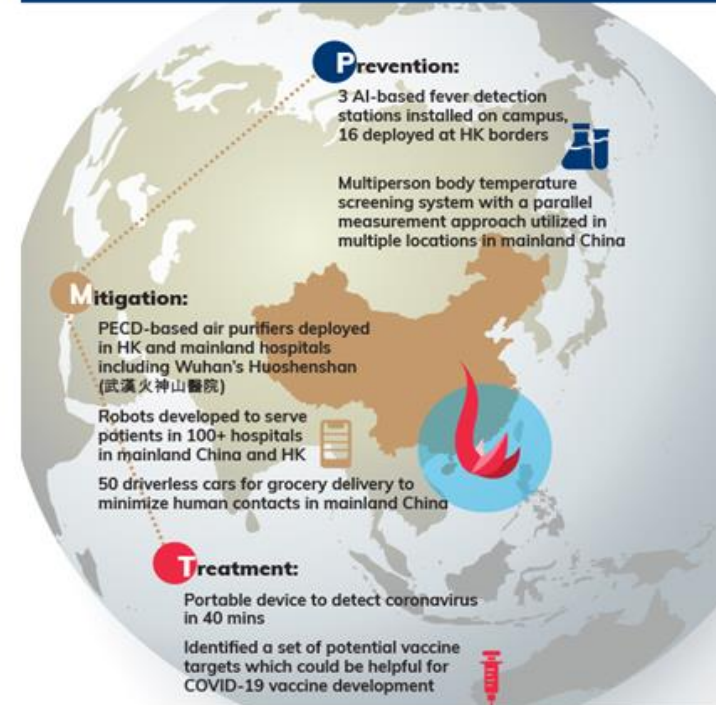 Prevention:
3 AI-based fever detection
stations installed on campus,
16 deployed at HK borders
Multiperson body temperature
screening system with a parallel
measurement approach utilized in
multiple locations in mainland China
Mitigation:
PECD-based air purifiers deployed
in HK and mainland hospitals
including Wuhan's Huoshenshan
(武漢火神山醫院)
Robots developed to serve
patients in 100+ hospitals
in mainland China and HK
50 driverless cars for grocery delivery to
minimize human contacts in mainland China
Treatment:
Portable device to detect coronavirus
in 40 mins
Identified a set of potential vaccine
targets which could be helpful for
COVID-19 vaccine development